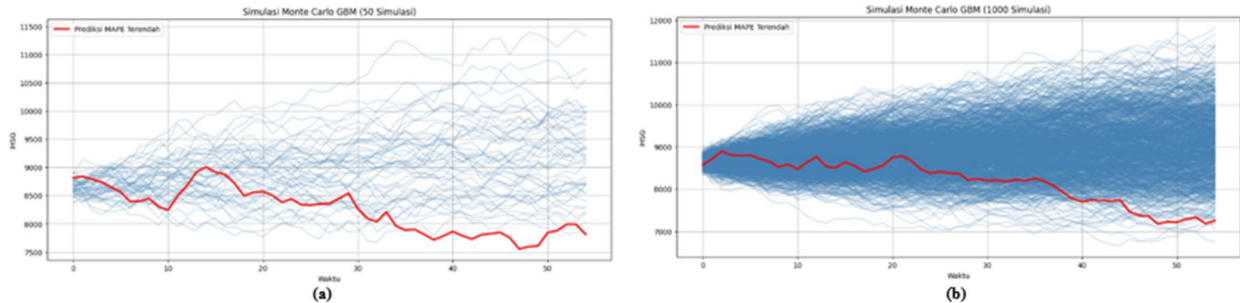 Simulasi Monte Carlo GBM (50 Simulasi)
Prediksi MAPE Terendah
11500
11000
10500
10000
9500
9000
8500
8000
7500
IHSG
0
10
20
30
40
50
Waktu
(a)
Simulasi Monte Carlo GBM (1000 Simulasi)
Prediksi MAPE Terendah
12000
11000
10000
9000
8000
7000
IHSG
0
10
20
30
40
50
Waktu
(b)